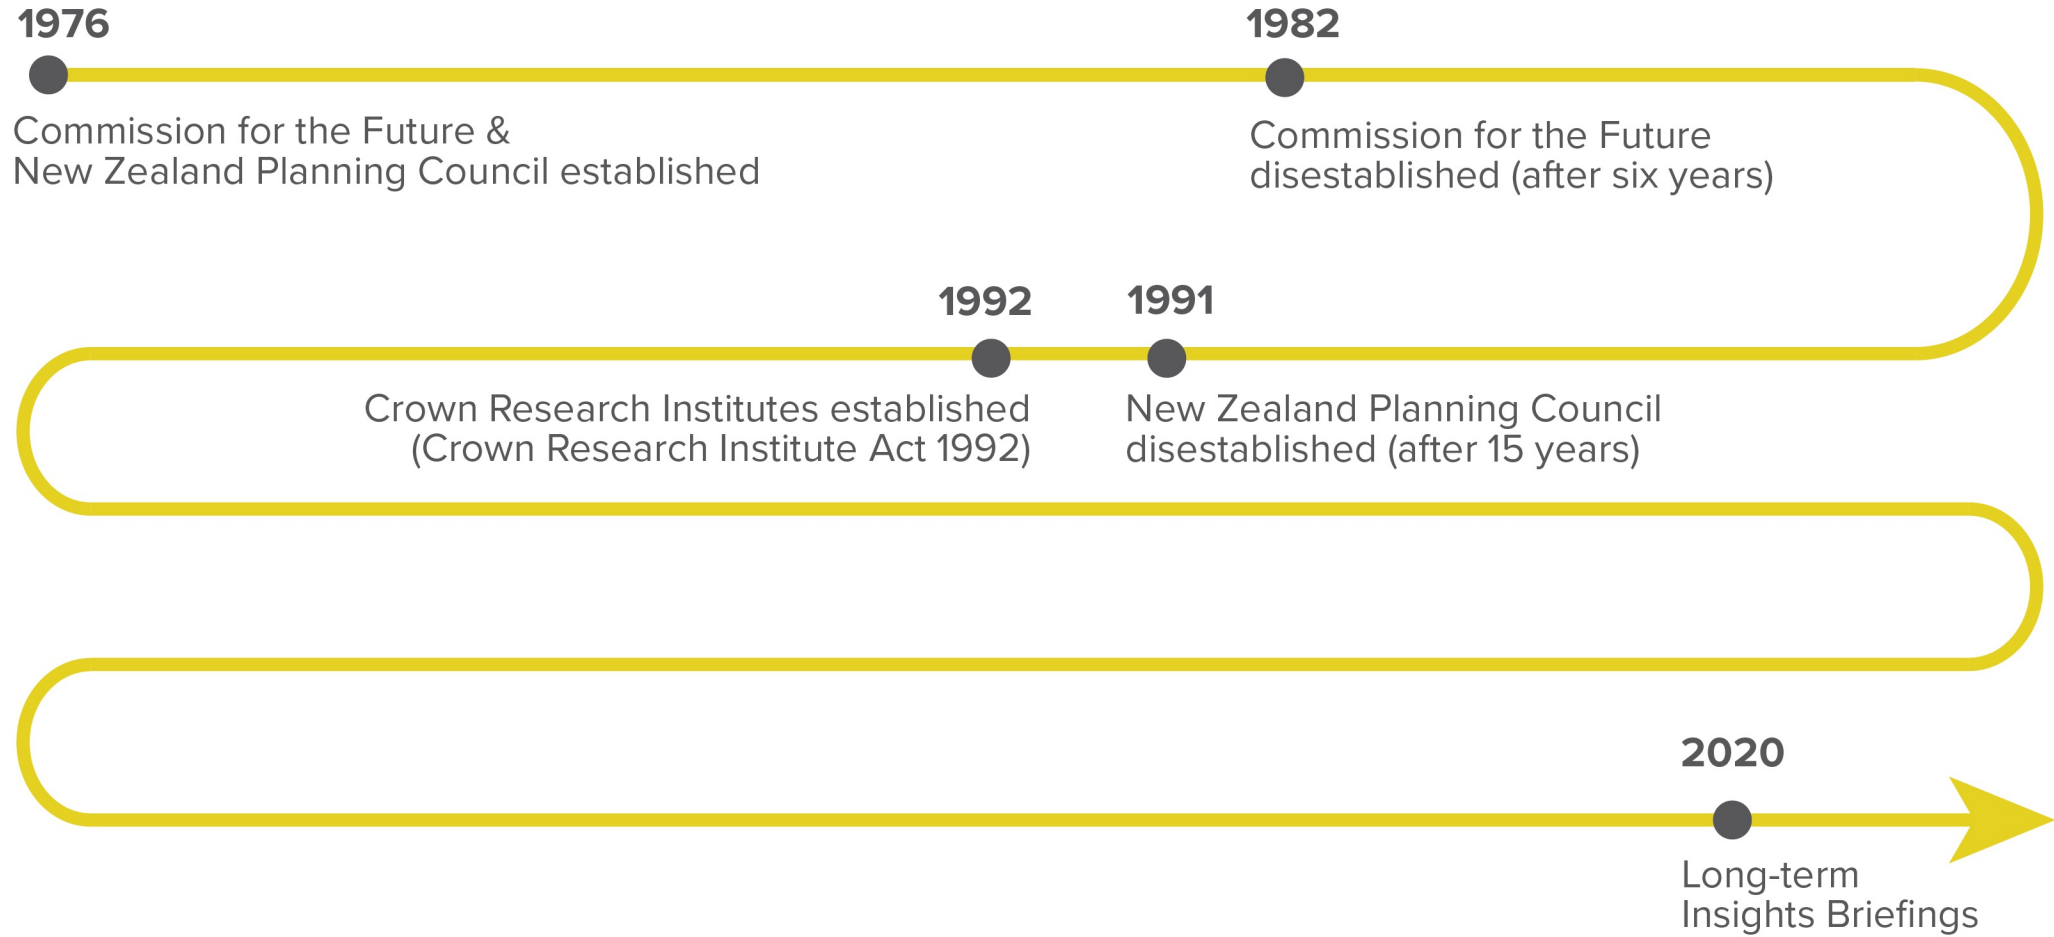 1976
Commission for the Future &
New Zealand Planning Council established
1982
Commission for the Future
disestablished (after six years)
1991
New Zealand Planning Council
disestablished (after 15 years)
1992
Crown Research Institutes established
(Crown Research Institute Act 1992)
2020
Long-term
Insights Briefings